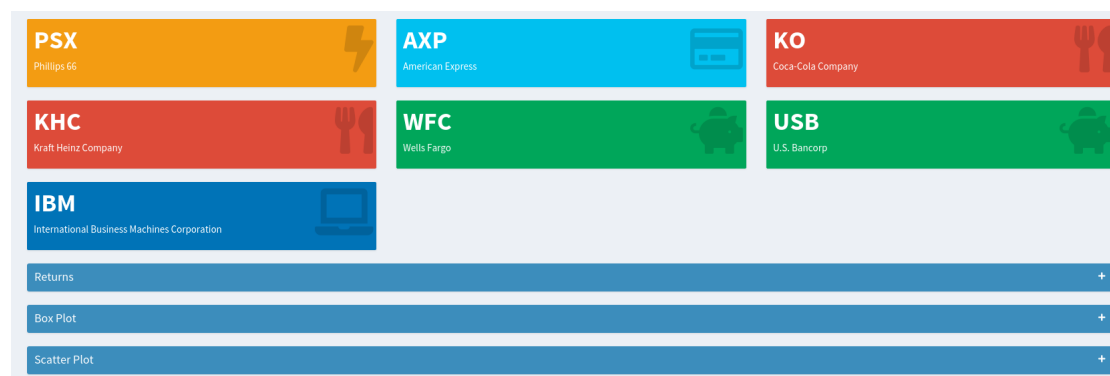 PSX
Phillips 66
AXP
American Express
KO
Coca-Cola Company
KHC
Kraft Heinz Company
WFC
Wells Fargo
USB
U.S. Bancorp
IBM
International Business Machines Corporation
Returns +
Box Plot +
Scatter Plot +